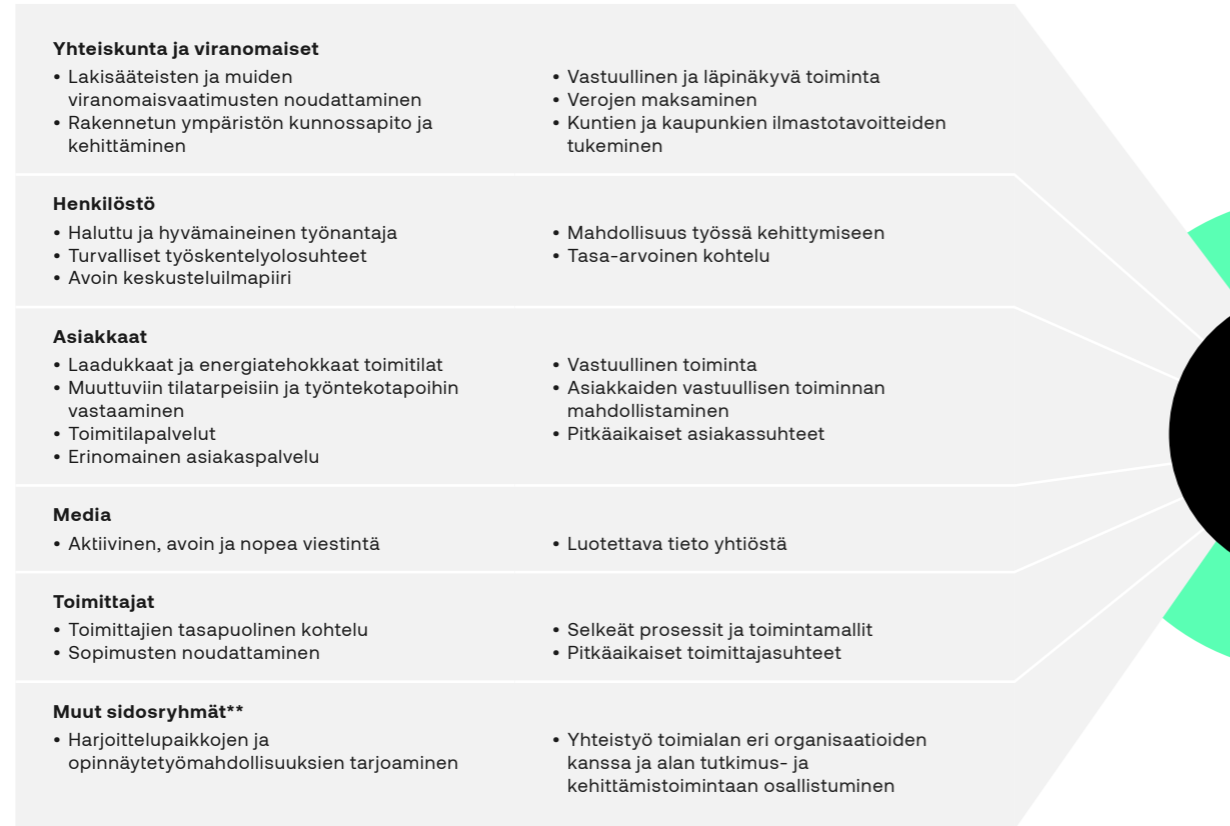 Yhteiskunta ja viranomaiset
• Lakisääteisten ja muiden
viranomaisvaatimusten noudattaminen
• Rakennetun ympäristön kunnossapito ja
kehittäminen
• Vastuullinen ja läpinäkyvä toiminta
• Verojen maksaminen
• Kuntien ja kaupunkien ilmastotavoitteiden
tukeminen
Henkilöstö
• Haluttu ja hyvämaineinen työnantaja
• Turvalliset työskentelyolosuhteet
• Avoin keskusteluilmapiiri
• Mahdollisuus työssä kehittymiseen
• Tasa-arvoinen kohtelu
Asiakkaat
• Laadukkaat ja energiatehokkaat toimitilat
• Muuttuviin tilatarpeisiin ja työntekotapoihin
vastaaminen
• Toimitilapalvelut
• Erinomainen asiakaspalvelu
• Vastuullinen toiminta
• Asiakkaiden vastuullisen toiminnan
mahdollistaminen
• Pitkäaikaiset asiakassuhteet
Media
• Aktiivinen, avoin ja nopea viestintä
• Luotettava tieto yhtiöstä
Toimittajat
• Toimittajien tasapuolinen kohtelu
• Sopimusten noudattaminen
• Selkeät prosessit ja toimintamallit
• Pitkäaikaiset toimittajasuhteet
Muut sidosryhmät**
• Harjoittelupaikkojen ja
opinnäytetyömahdollisuuksien tarjoaminen
• Yhteistyö toimialan eri organisaatioiden
kanssa ja alan tutkimus- ja
kehittämistoimintaan osallistuminen